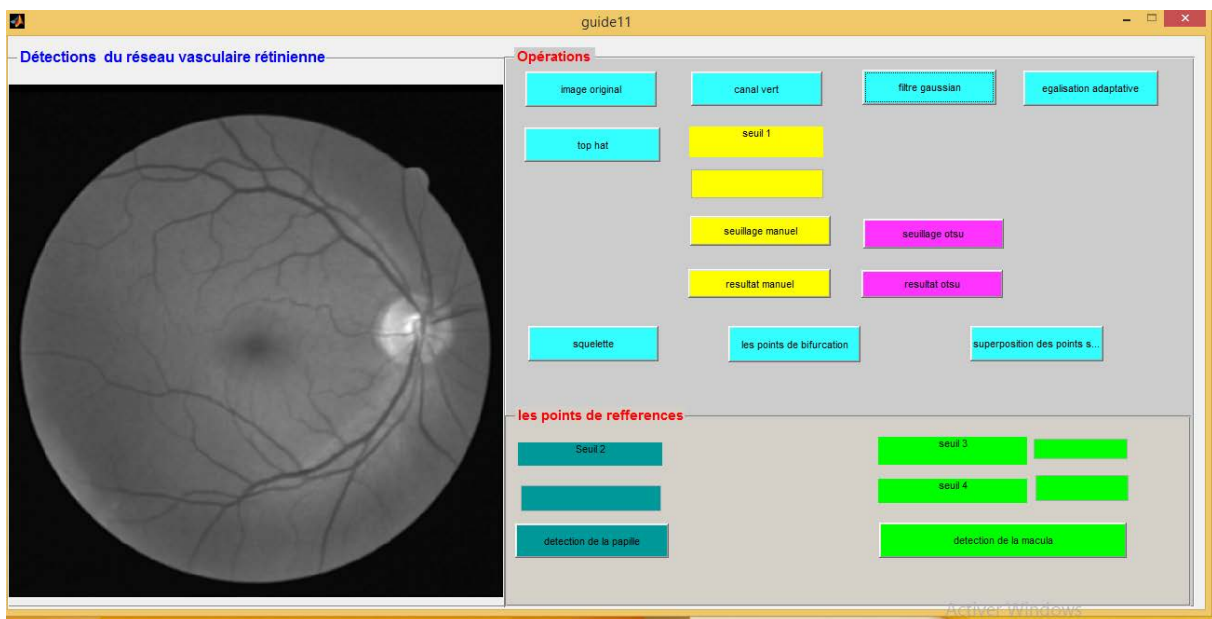 guide11
Détections du réseau vasculaire rétinienne
Opérations
image original
canal vert
filtre gaussian
egalisation adaptative
top hat
seuil 1
seuillage manuel
seuillage otsu
resultat manuel
resultat otsu
squelette
les points de bifurcation
superposition des points s...
les points de refferences
Seuil 2
seuil 3
seuil 4
detection de la papille
detection de la macula
Activer Windows